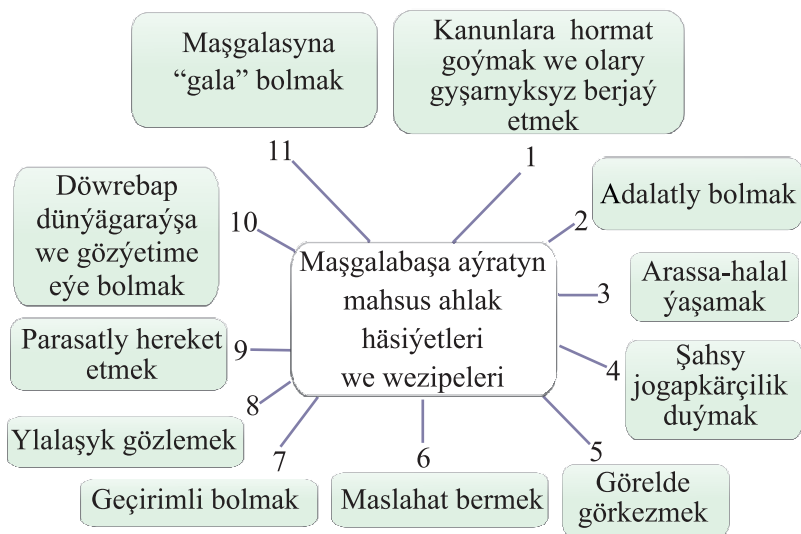 Maşgalasyna
“gala” bolmak
Kanunlara hormat
goýmak we olary
gyşarnyksyz berjaý
etmek
11
1
Döwrebap
dünýägaraýşa
we gözýetime
eýe bolmak
10
2
Adalatly bolmak
Maşgalabaşa aýratyn
mahsus ahlak
häsiýetleri
we wezipeleri
3
Arassa-halal
ýaşamak
Parasatly hereket
etmek
9
4
Şahsy
jogapkärçilik
duýmak
8
Ylalaşyk gözlemek
7
6
5
Geçirimli bolmak
Maslahat bermek
Görelde
görkezmek